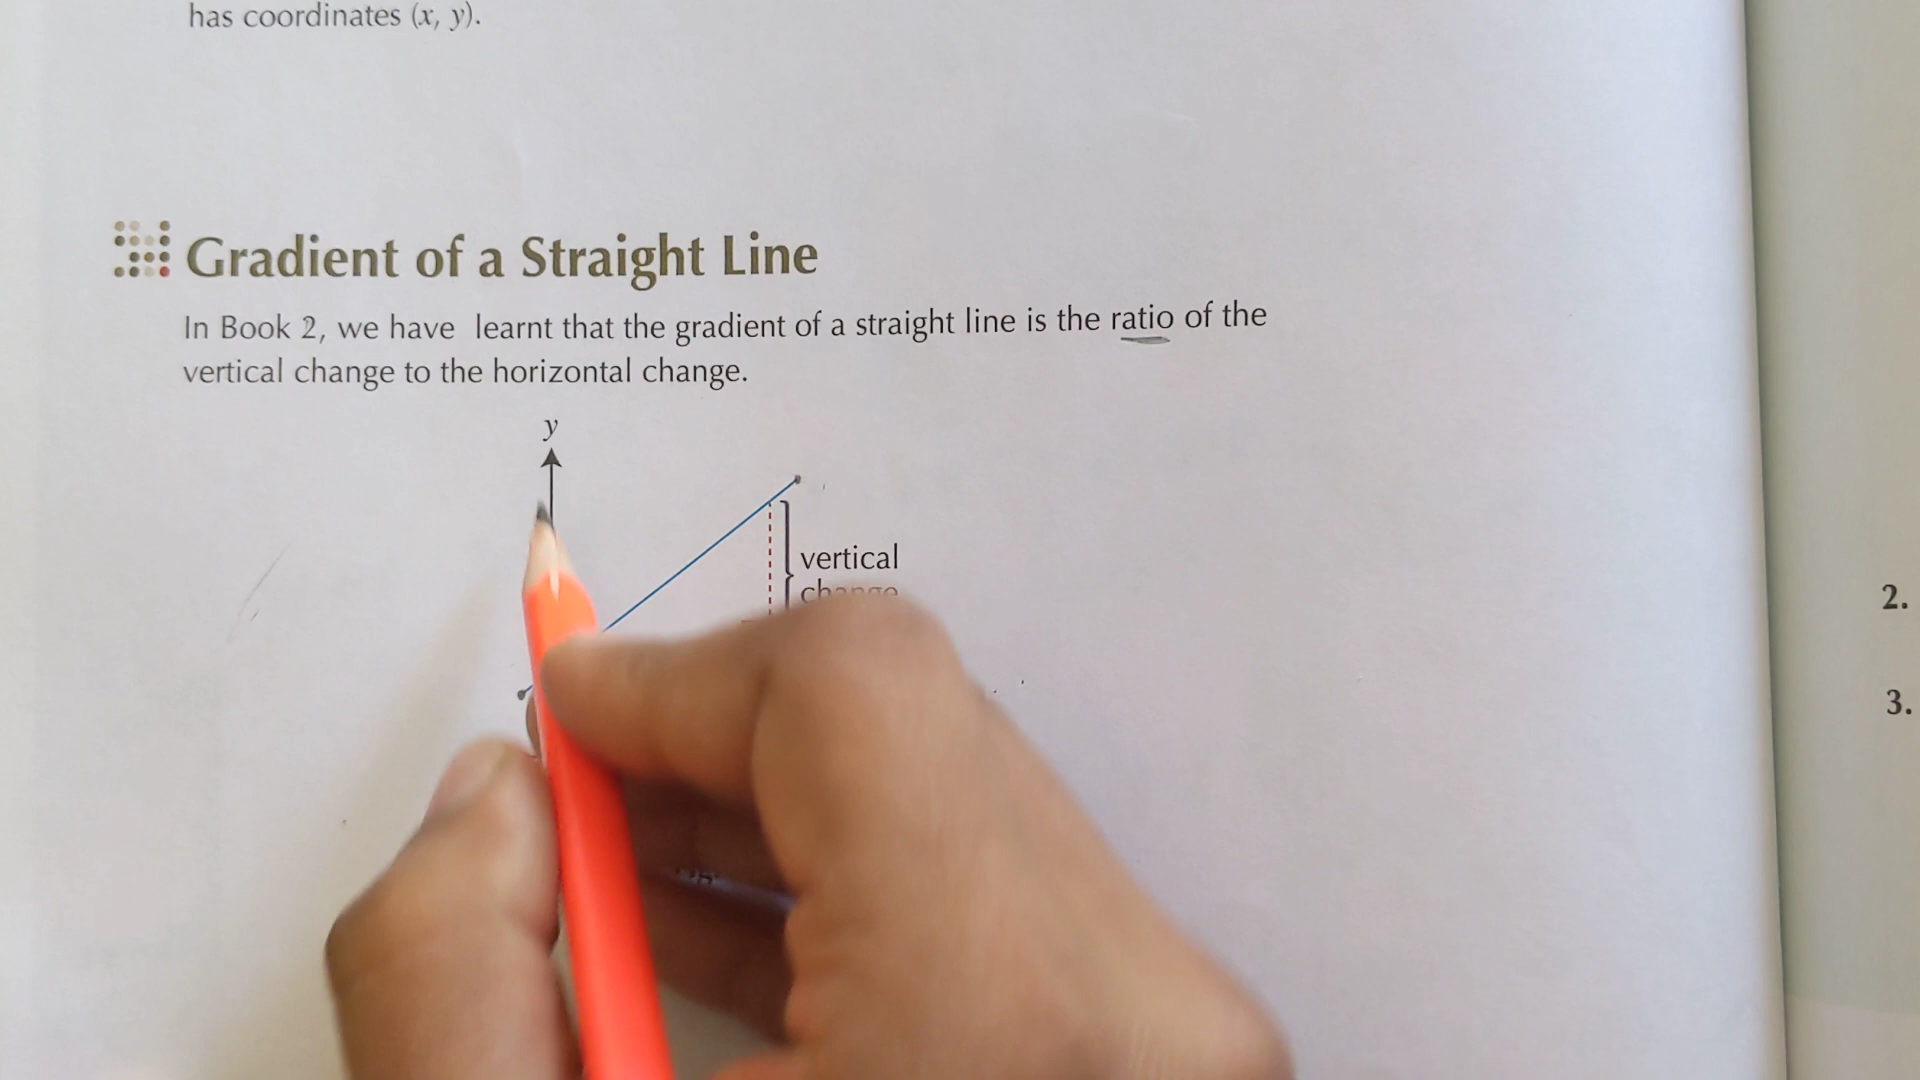 has coordinates (x, y).
Gradient of a Straight Line
In Book 2, we have learnt that the gradient of a straight line is the ratio of the
vertical change to the horizontal change.
y
vertical
change
2.
3.